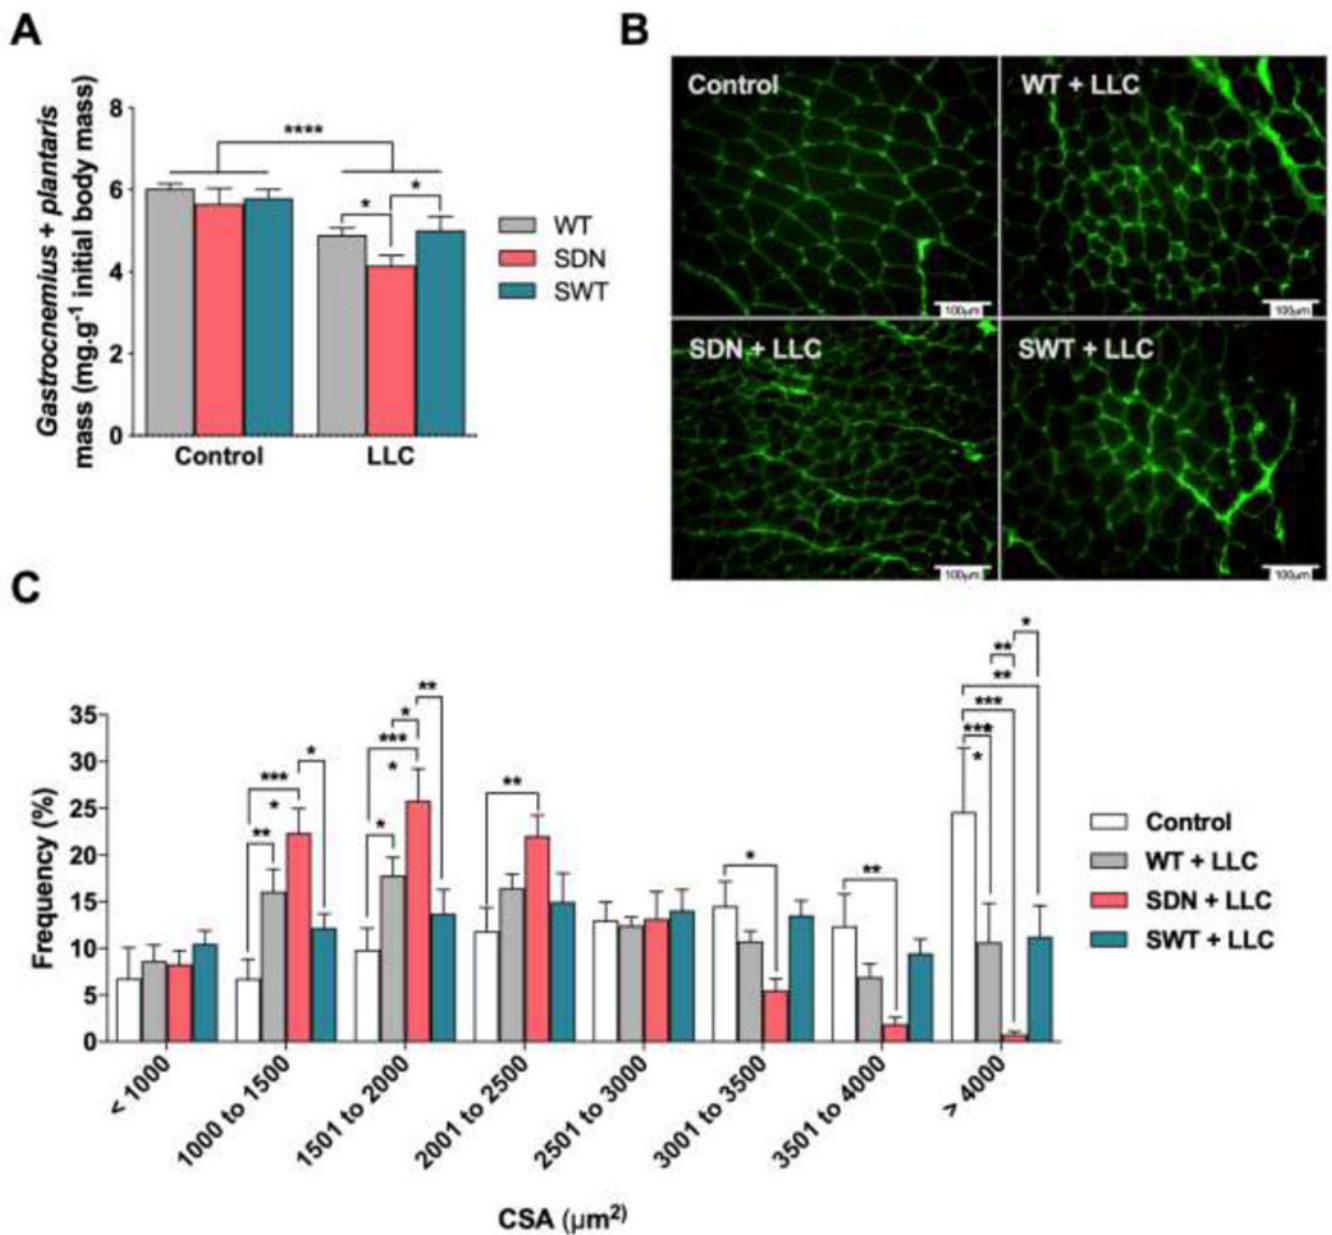 A
Gastrocnemius + plantaris
mass (mg.g-1 initial body mass)
8
6
4
2
0
****
*
*
Control
LLC
WT
SDN
SWT
B
Control
WT + LLC
100µm
100µm
SDN + LLC
SWT + LLC
100µm
100µm
C
Frequency (%)
35
30
25
20
15
10
5
0
**
***
*
*
*
***
*
*
**
**
*
**
***
*
***
**
**
*
< 1000
1000 to 1500
1501 to 2000
2001 to 2500
2501 to 3000
3001 to 3500
3501 to 4000
> 4000
CSA (µm2)
Control
WT + LLC
SDN + LLC
SWT + LLC